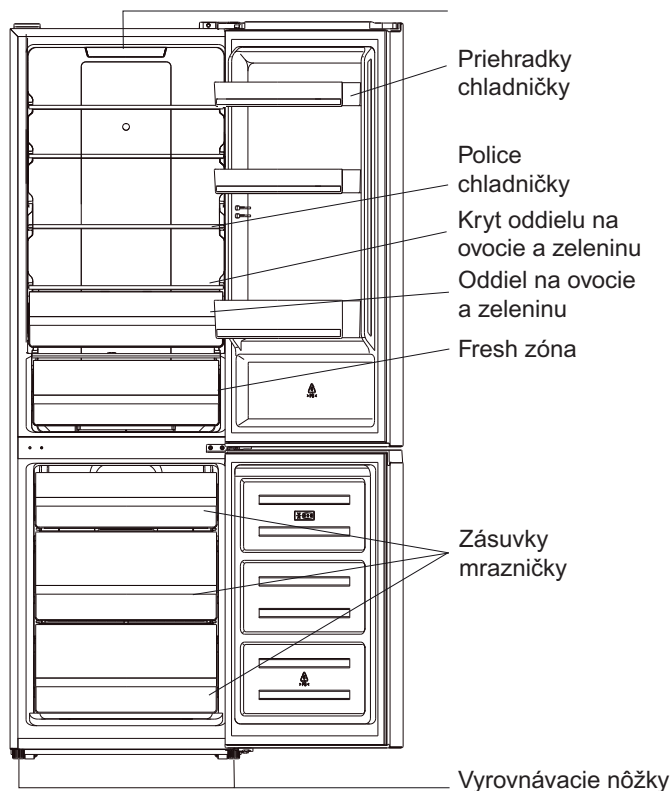 Priehradky
chladničky
Police
chladničky
Kryt oddielu na
ovocie a zeleninu
Oddiel na ovocie
a zeleninu
Fresh zóna
Zásuvky
mrazničky
Vyrovnávacie nôžky